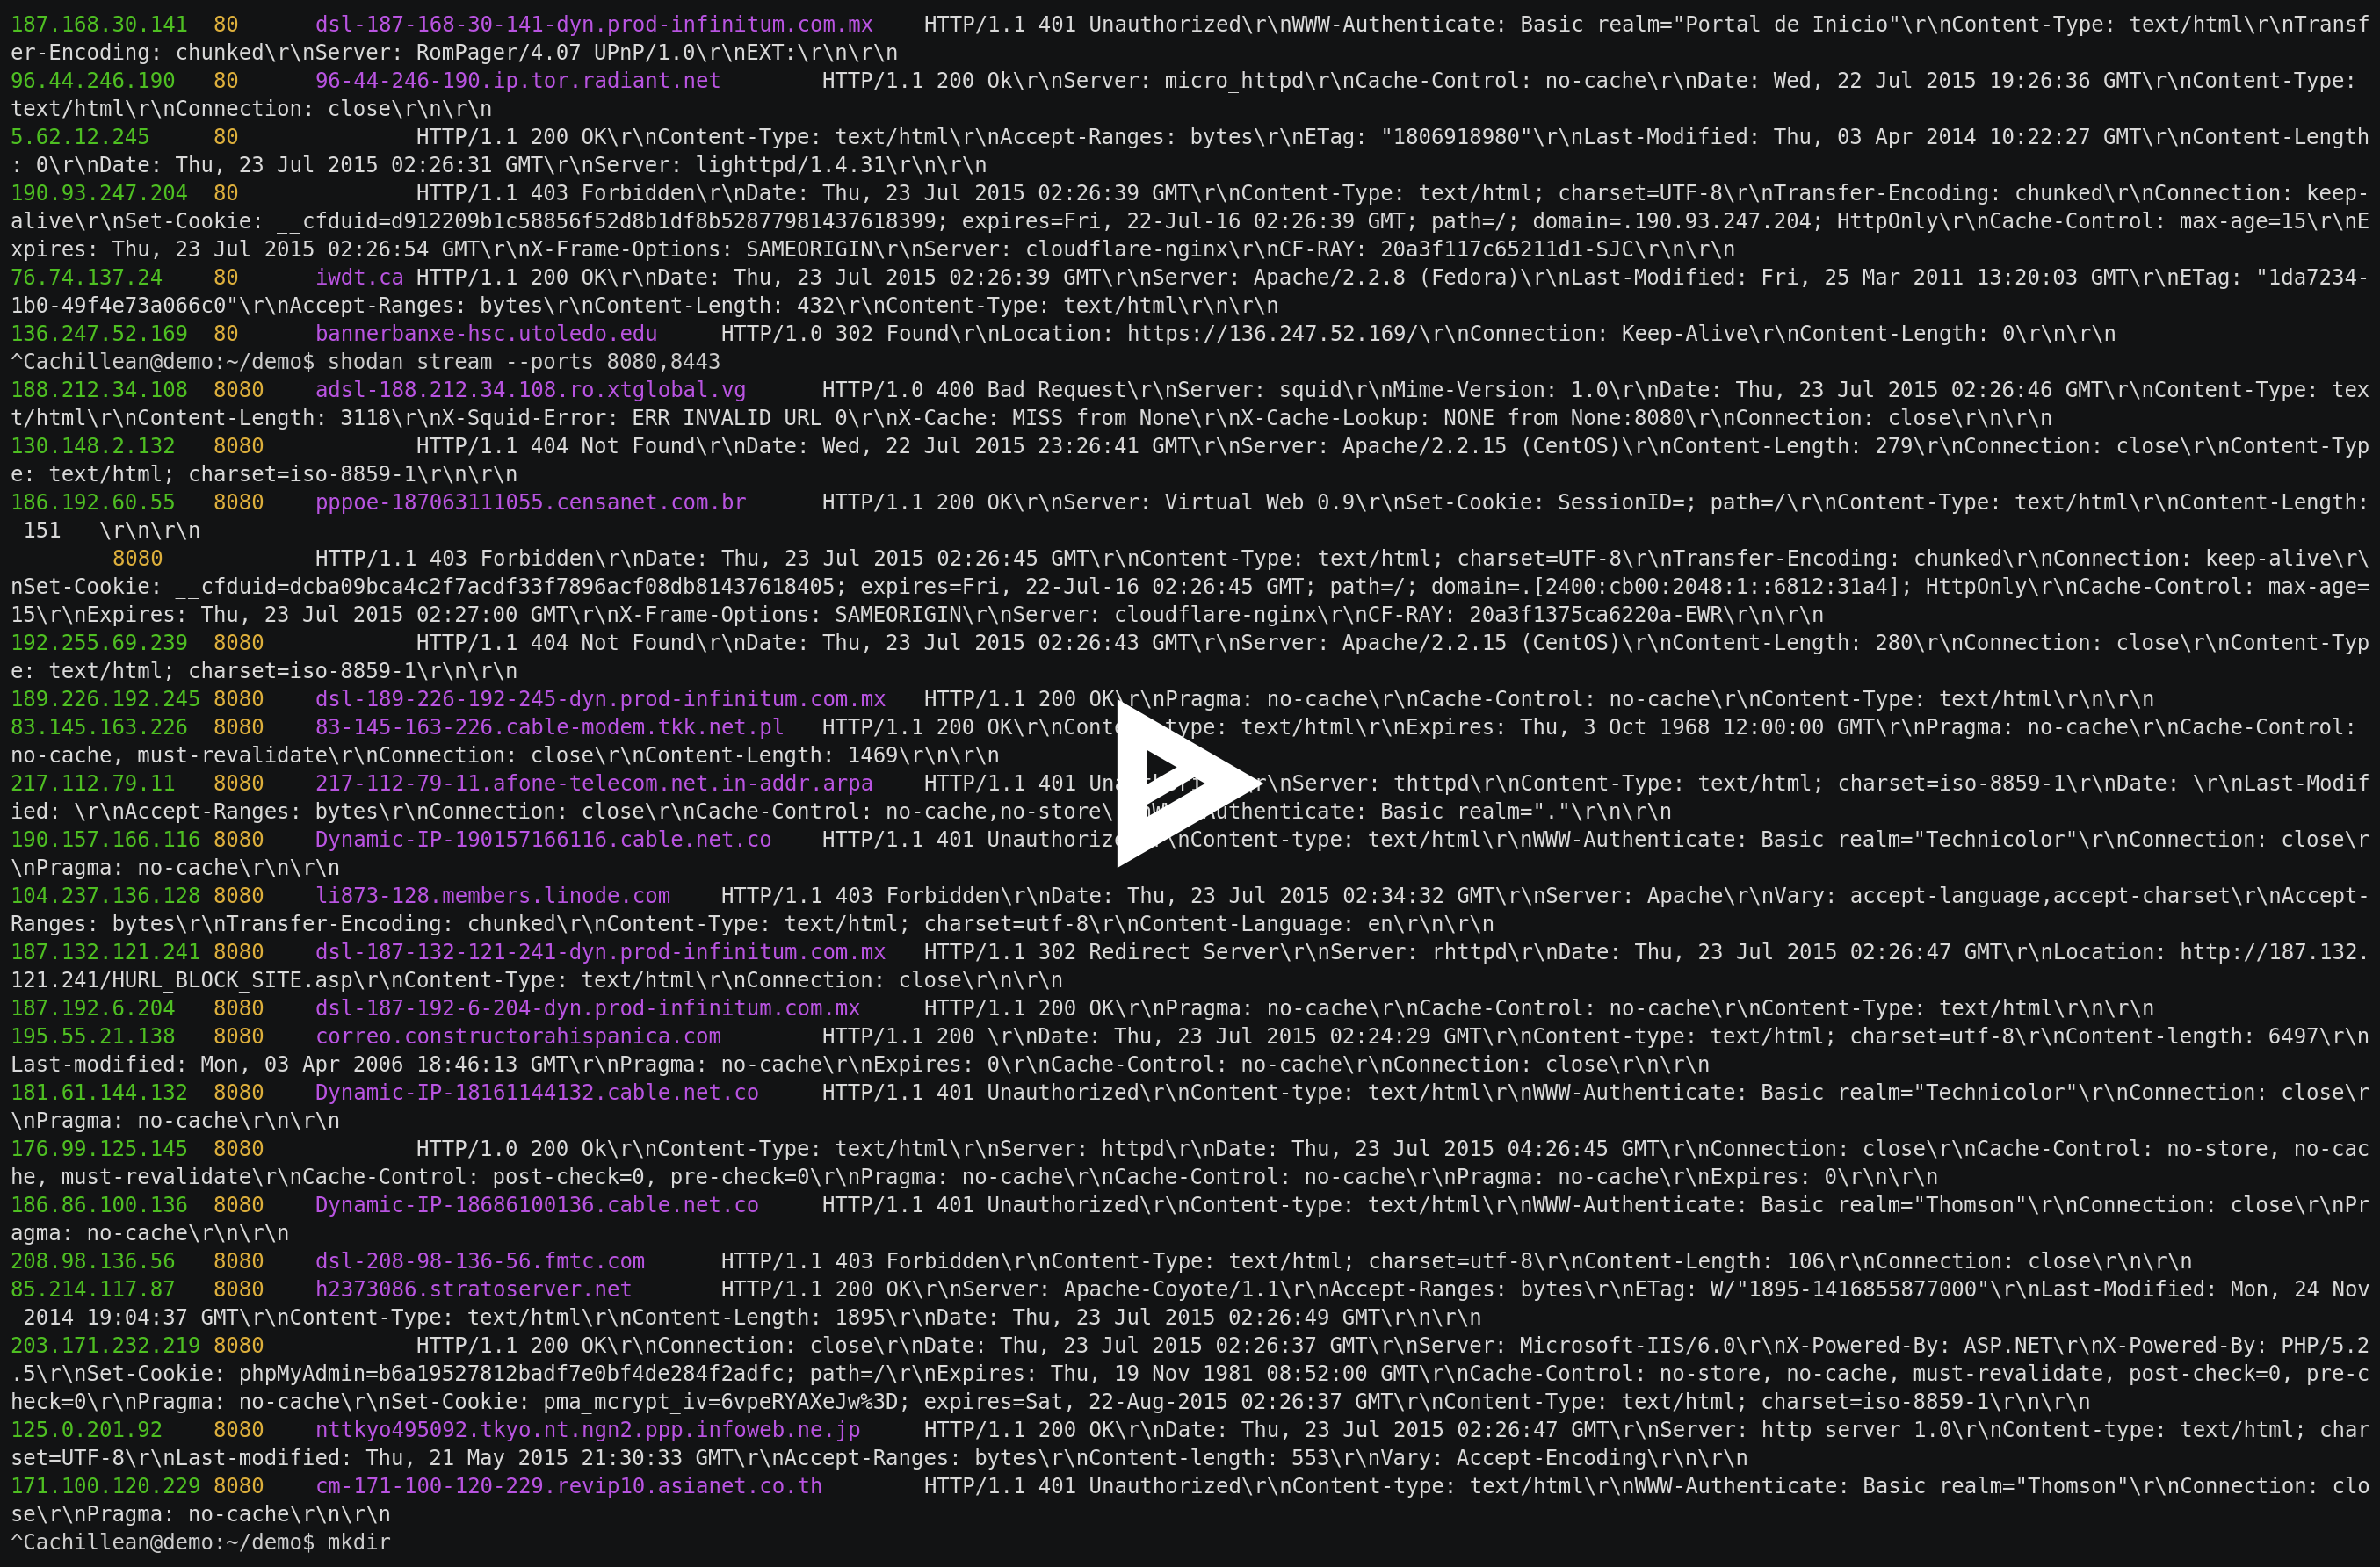 187.168.30.141  80      dsl-187-168-30-141-dyn.prod-infinitum.com.mx    HTTP/1.1 401 Unauthorized\r\nWWW-Authenticate: Basic realm="Portal de Inicio"\r\nContent-Type: text/html\r\nTransf
er-Encoding: chunked\r\nServer: RomPager/4.07 UPnP/1.0\r\nEXT:\r\n\r\n
96.44.246.190   80      96-44-246-190.ip.tor.radiant.net        HTTP/1.1 200 Ok\r\nServer: micro_httpd\r\nCache-Control: no-cache\r\nDate: Wed, 22 Jul 2015 19:26:36 GMT\r\nContent-Type:
text/html\r\nConnection: close\r\n\r\n
5.62.12.245     80              HTTP/1.1 200 OK\r\nContent-Type: text/html\r\nAccept-Ranges: bytes\r\nETag: "1806918980"\r\nLast-Modified: Thu, 03 Apr 2014 10:22:27 GMT\r\nContent-Length
: 0\r\nDate: Thu, 23 Jul 2015 02:26:31 GMT\r\nServer: lighttpd/1.4.31\r\n\r\n
190.93.247.204  80              HTTP/1.1 403 Forbidden\r\nDate: Thu, 23 Jul 2015 02:26:39 GMT\r\nContent-Type: text/html; charset=UTF-8\r\nTransfer-Encoding: chunked\r\nConnection: keep-
alive\r\nSet-Cookie: __cfduid=d912209b1c58856f52d8b1df8b52877981437618399; expires=Fri, 22-Jul-16 02:26:39 GMT; path=/; domain=.190.93.247.204; HttpOnly\r\nCache-Control: max-age=15\r\nE
xpires: Thu, 23 Jul 2015 02:26:54 GMT\r\nX-Frame-Options: SAMEORIGIN\r\nServer: cloudflare-nginx\r\nCF-RAY: 20a3f117c65211d1-SJC\r\n\r\n
76.74.137.24    80      iwdt.ca HTTP/1.1 200 OK\r\nDate: Thu, 23 Jul 2015 02:26:39 GMT\r\nServer: Apache/2.2.8 (Fedora)\r\nLast-Modified: Fri, 25 Mar 2011 13:20:03 GMT\r\nETag: "1da7234-
1b0-49f4e73a066c0"\r\nAccept-Ranges: bytes\r\nContent-Length: 432\r\nContent-Type: text/html\r\n\r\n
136.247.52.169  80      bannerbanxe-hsc.utoledo.edu     HTTP/1.0 302 Found\r\nLocation: https://136.247.52.169/\r\nConnection: Keep-Alive\r\nContent-Length: 0\r\n\r\n
^Cachillean@demo:~/demo$ shodan stream --ports 8080,8443
188.212.34.108  8080    adsl-188.212.34.108.ro.xtglobal.vg      HTTP/1.0 400 Bad Request\r\nServer: squid\r\nMime-Version: 1.0\r\nDate: Thu, 23 Jul 2015 02:26:46 GMT\r\nContent-Type: tex
t/html\r\nContent-Length: 3118\r\nX-Squid-Error: ERR_INVALID_URL 0\r\nX-Cache: MISS from None\r\nX-Cache-Lookup: NONE from None:8080\r\nConnection: close\r\n\r\n
130.148.2.132   8080            HTTP/1.1 404 Not Found\r\nDate: Wed, 22 Jul 2015 23:26:41 GMT\r\nServer: Apache/2.2.15 (CentOS)\r\nContent-Length: 279\r\nConnection: close\r\nContent-Typ
e: text/html; charset=iso-8859-1\r\n\r\n
186.192.60.55   8080    pppoe-187063111055.censanet.com.br      HTTP/1.1 200 OK\r\nServer: Virtual Web 0.9\r\nSet-Cookie: SessionID=; path=/\r\nContent-Type: text/html\r\nContent-Length:
 151   \r\n\r\n
        8080            HTTP/1.1 403 Forbidden\r\nDate: Thu, 23 Jul 2015 02:26:45 GMT\r\nContent-Type: text/html; charset=UTF-8\r\nTransfer-Encoding: chunked\r\nConnection: keep-alive\r\
nSet-Cookie: __cfduid=dcba09bca4c2f7acdf33f7896acf08db81437618405; expires=Fri, 22-Jul-16 02:26:45 GMT; path=/; domain=.[2400:cb00:2048:1::6812:31a4]; HttpOnly\r\nCache-Control: max-age=
15\r\nExpires: Thu, 23 Jul 2015 02:27:00 GMT\r\nX-Frame-Options: SAMEORIGIN\r\nServer: cloudflare-nginx\r\nCF-RAY: 20a3f1375ca6220a-EWR\r\n\r\n
192.255.69.239  8080            HTTP/1.1 404 Not Found\r\nDate: Thu, 23 Jul 2015 02:26:43 GMT\r\nServer: Apache/2.2.15 (CentOS)\r\nContent-Length: 280\r\nConnection: close\r\nContent-Typ
e: text/html; charset=iso-8859-1\r\n\r\n
189.226.192.245 8080    dsl-189-226-192-245-dyn.prod-infinitum.com.mx   HTTP/1.1 200 OK\r\nPragma: no-cache\r\nCache-Control: no-cache\r\nContent-Type: text/html\r\n\r\n
83.145.163.226  8080    83-145-163-226.cable-modem.tkk.net.pl   HTTP/1.1 200 text/html\r\nExpires: Thu, 3 Oct 1968 12:00:00 GMT\r\nPragma: no-cache\r\nCache-Control:
no-cache, must-revalidate\r\nConnection: close\r\nContent-Length: 1469\r\n\r\n
217.112.79.11   8080    217-112-79-11.afone-telecom.net.in-addr.arpa    HTTP/1.1 401 thttpd\r\nContent-Type: text/html; charset=iso-8859-1\r\nDate: \r\nLast-Modif
ied: \r\nAccept-Ranges: bytes\r\nConnection: close\r\nCache-Control: Basic realm="."\r\n\r\n
190.157.166.116 8080    Dynamic-IP-190157166116.cable.net.co    HTTP/1.1 401 text/html\r\nWWW-Authenticate: Basic realm="Technicolor"\r\nConnection: close\r
\nPragma: no-cache\r\n\r\n
104.237.136.128 8080    li873-128.members.linode.com    HTTP/1.1 403 Forbidden\r\nDate: Thu, 23 Jul 2015 02:34:32 GMT\r\nServer: Apache\r\nVary: accept-language,accept-charset\r\nAccept-
Ranges: bytes\r\nTransfer-Encoding: chunked\r\nContent-Type: text/html; charset=utf-8\r\nContent-Language: en\r\n\r\n
187.132.121.241 8080    dsl-187-132-121-241-dyn.prod-infinitum.com.mx   HTTP/1.1 302 Redirect Server\r\nServer: rhttpd\r\nDate: Thu, 23 Jul 2015 02:26:47 GMT\r\nLocation: http://187.132.
121.241/HURL_BLOCK_SITE.asp\r\nContent-Type: text/html\r\nConnection: close\r\n\r\n
187.192.6.204   8080    dsl-187-192-6-204-dyn.prod-infinitum.com.mx     HTTP/1.1 200 OK\r\nPragma: no-cache\r\nCache-Control: no-cache\r\nContent-Type: text/html\r\n\r\n
195.55.21.138   8080    correo.constructorahispanica.com        HTTP/1.1 200 \r\nDate: Thu, 23 Jul 2015 02:24:29 GMT\r\nContent-type: text/html; charset=utf-8\r\nContent-length: 6497\r\n
Last-modified: Mon, 03 Apr 2006 18:46:13 GMT\r\nPragma: no-cache\r\nExpires: 0\r\nCache-Control: no-cache\r\nConnection: close\r\n\r\n
181.61.144.132  8080    Dynamic-IP-18161144132.cable.net.co     HTTP/1.1 401 Unauthorized\r\nContent-type: text/html\r\nWWW-Authenticate: Basic realm="Technicolor"\r\nConnection: close\r
\nPragma: no-cache\r\n\r\n
176.99.125.145  8080            HTTP/1.0 200 Ok\r\nContent-Type: text/html\r\nServer: httpd\r\nDate: Thu, 23 Jul 2015 04:26:45 GMT\r\nConnection: close\r\nCache-Control: no-store, no-cac
he, must-revalidate\r\nCache-Control: post-check=0, pre-check=0\r\nPragma: no-cache\r\nCache-Control: no-cache\r\nPragma: no-cache\r\nExpires: 0\r\n\r\n
186.86.100.136  8080    Dynamic-IP-18686100136.cable.net.co     HTTP/1.1 401 Unauthorized\r\nContent-type: text/html\r\nWWW-Authenticate: Basic realm="Thomson"\r\nConnection: close\r\nPr
agma: no-cache\r\n\r\n
208.98.136.56   8080    dsl-208-98-136-56.fmtc.com      HTTP/1.1 403 Forbidden\r\nContent-Type: text/html; charset=utf-8\r\nContent-Length: 106\r\nConnection: close\r\n\r\n
85.214.117.87   8080    h2373086.stratoserver.net       HTTP/1.1 200 OK\r\nServer: Apache-Coyote/1.1\r\nAccept-Ranges: bytes\r\nETag: W/"1895-1416855877000"\r\nLast-Modified: Mon, 24 Nov
 2014 19:04:37 GMT\r\nContent-Type: text/html\r\nContent-Length: 1895\r\nDate: Thu, 23 Jul 2015 02:26:49 GMT\r\n\r\n
203.171.232.219 8080            HTTP/1.1 200 OK\r\nConnection: close\r\nDate: Thu, 23 Jul 2015 02:26:37 GMT\r\nServer: Microsoft-IIS/6.0\r\nX-Powered-By: ASP.NET\r\nX-Powered-By: PHP/5.2
.5\r\nSet-Cookie: phpMyAdmin=b6a19527812badf7e0bf4de284f2adfc; path=/\r\nExpires: Thu, 19 Nov 1981 08:52:00 GMT\r\nCache-Control: no-store, no-cache, must-revalidate, post-check=0, pre-c
heck=0\r\nPragma: no-cache\r\nSet-Cookie: pma_mcrypt_iv=6vpeRYAXeJw%3D; expires=Sat, 22-Aug-2015 02:26:37 GMT\r\nContent-Type: text/html; charset=iso-8859-1\r\n\r\n
125.0.201.92    8080    nttkyo495092.tkyo.nt.ngn2.ppp.infoweb.ne.jp     HTTP/1.1 200 OK\r\nDate: Thu, 23 Jul 2015 02:26:47 GMT\r\nServer: http server 1.0\r\nContent-type: text/html; char
set=UTF-8\r\nLast-modified: Thu, 21 May 2015 21:30:33 GMT\r\nAccept-Ranges: bytes\r\nContent-length: 553\r\nVary: Accept-Encoding\r\n\r\n
171.100.120.229 8080    cm-171-100-120-229.revip10.asianet.co.th        HTTP/1.1 401 Unauthorized\r\nContent-type: text/html\r\nWWW-Authenticate: Basic realm="Thomson"\r\nConnection: clo
se\r\nPragma: no-cache\r\n\r\n
^Cachillean@demo:~/demo$ mkdir